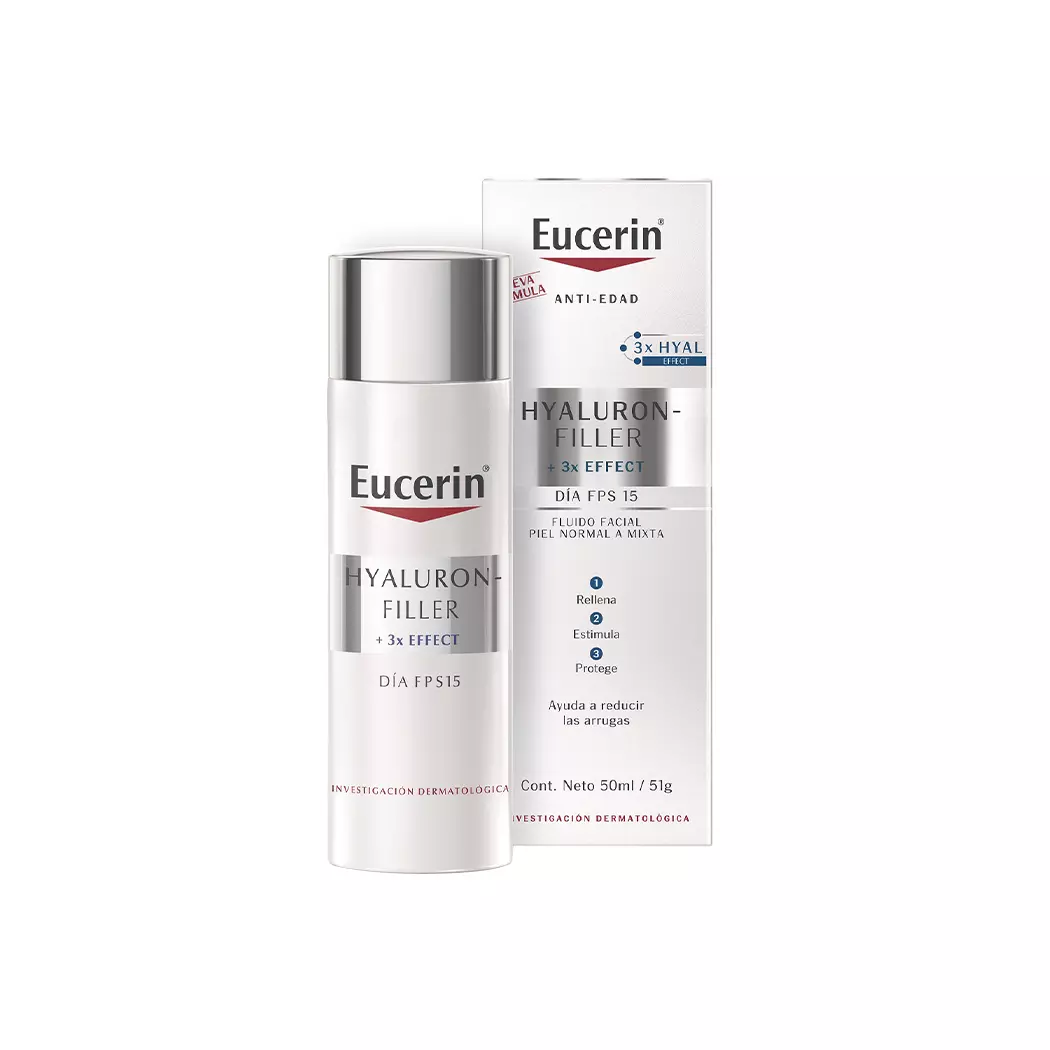 Eucerin®
HYALURON-
FILLER
+ 3x EFFECT
DÍA FPS15
INVESTIGACIÓN DERMATOLÓGICA
Eucerin®
ANTI-EDAD
3x HYAL
EFFECT
HYALURON-
FILLER
+ 3x EFFECT
DÍA FPS 15
FLUIDO FACIAL
PIEL NORMAL A MIXTA
1
Rellena
2
Estimula
3
Protege
Ayuda a reducir
las arrugas
Cont. Neto 50ml / 51g
DERMATOLÓGICA